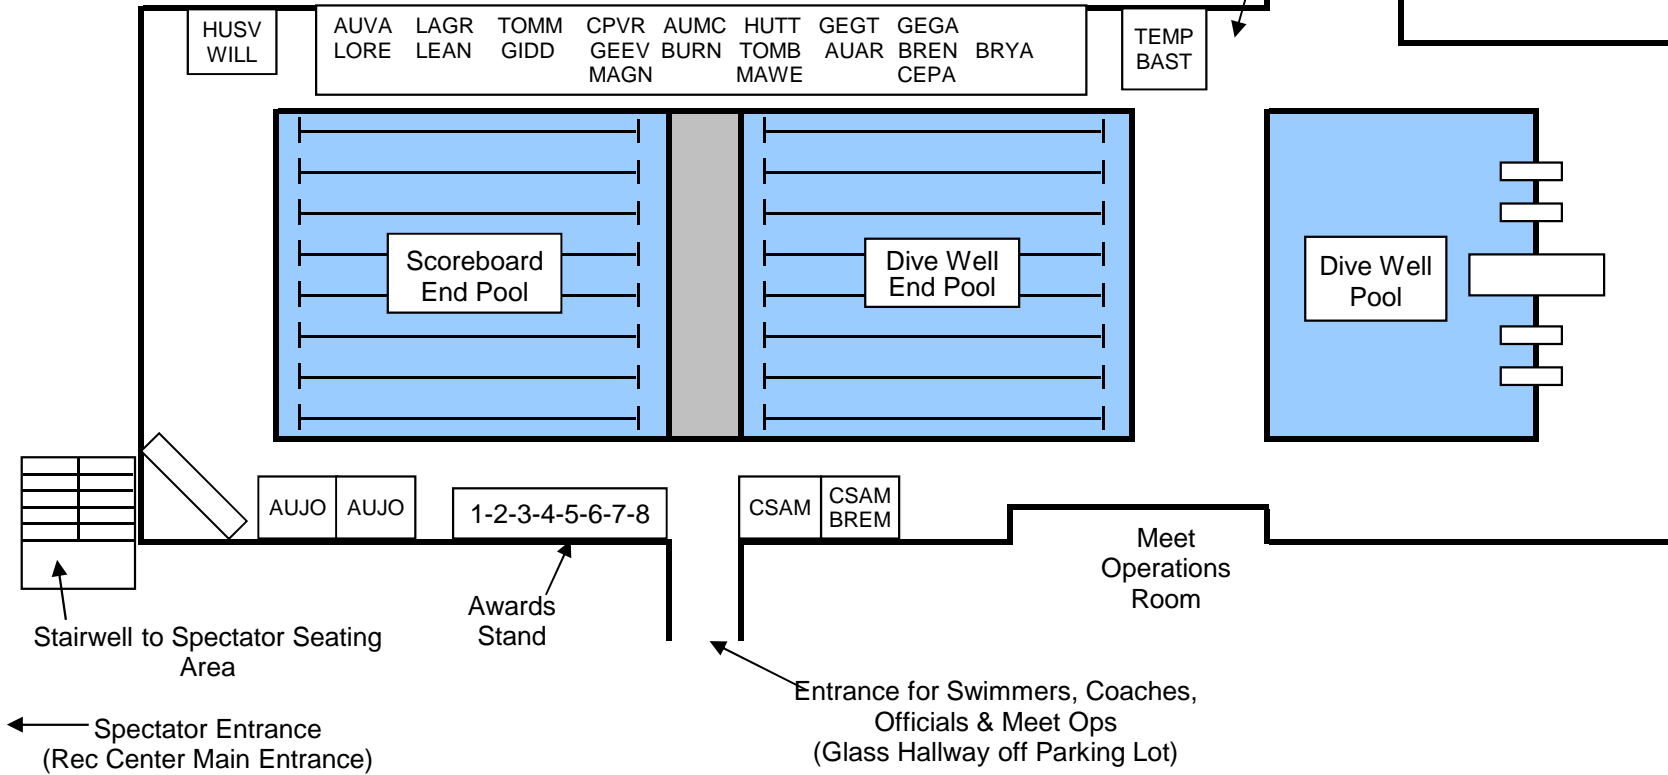 HUSV
WILL
AUVA LAGR TOMM CPVR AUMC HUTT GEGT GEGA
LORE LEAN GIDD GEEV BURN TOMB AUAR BREN BRYA
MAGN MAWE CEPA
TEMP
BAST
Scoreboard
End Pool
Dive Well
End Pool
Dive Well
Pool
AUJO AUJO
1-2-3-4-5-6-7-8
CSAM
CSAM
BREM
Meet
Operations
Room
Awards
Stand
Stairwell to Spectator Seating
Area
Entrance for Swimmers, Coaches,
Officials & Meet Ops
(Glass Hallway off Parking Lot)
Spectator Entrance
(Rec Center Main Entrance)